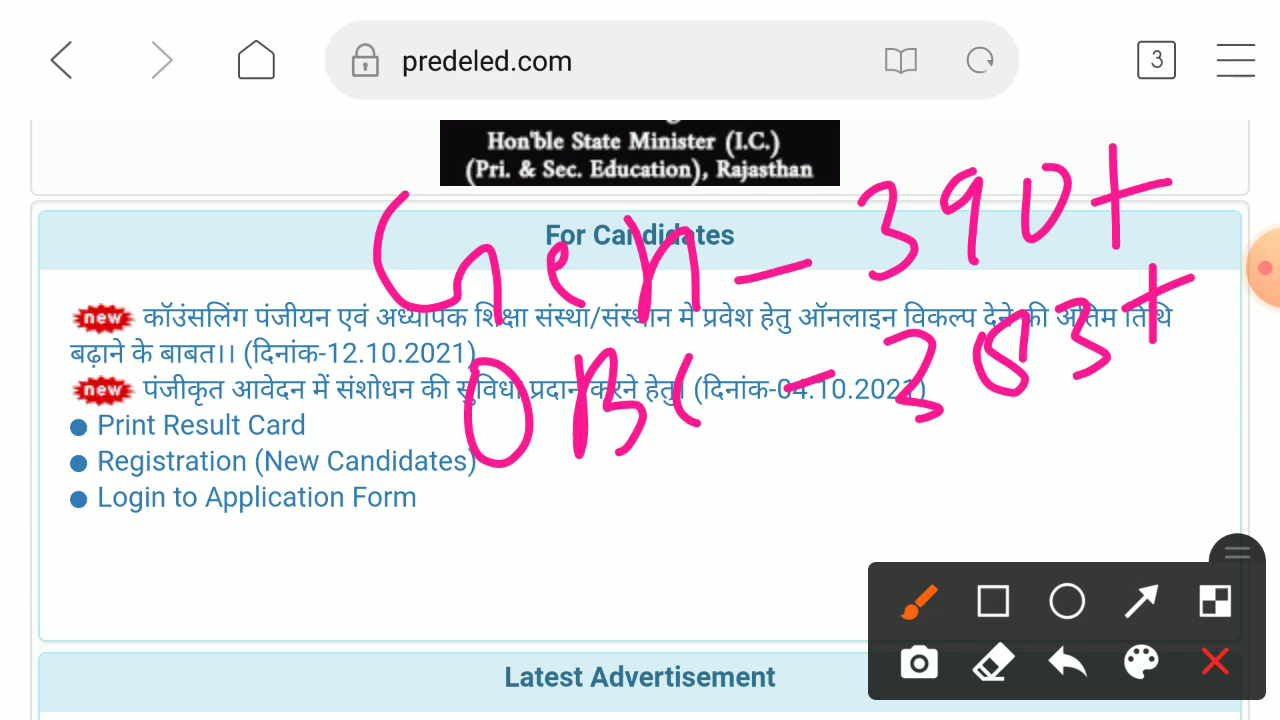 predeled.com
3
Hon'ble State Minister (I.C.)
(Pri. & Sec. Education), Rajasthan
For Candidates
Gen - 390+
new कॉउंसलिंग पंजीयन एवं अध्यापक शिक्षा संस्था/संस्थान मे प्रवेश हेतु ऑनलाइन विकल्प देने की अंतिम तिथि
बढ़ाने के बाबत।। (दिनांक-12.10.2021)
OBC - 383+
new पंजीकृत आवेदन में संशोधन की सुविधा प्रदान करने हेतु। (दिनांक-04.10.2021)
Print Result Card
Registration (New Candidates)
Login to Application Form
Latest Advertisement